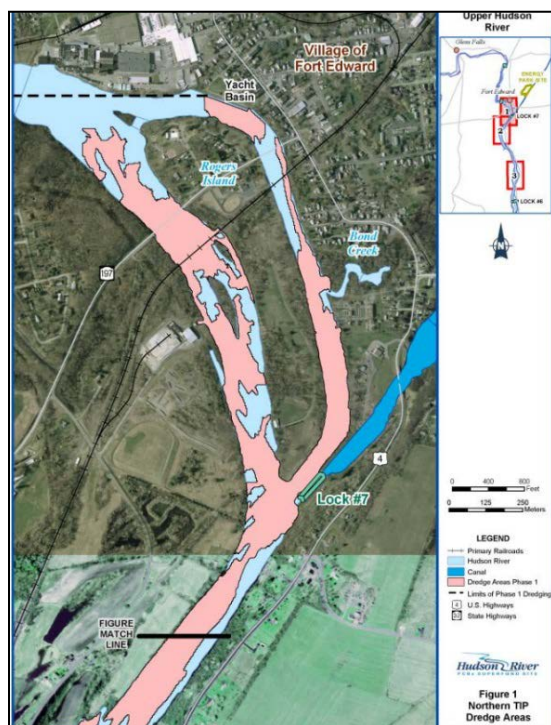 Upper Hudson
River
Glens Falls
ENERGY
PARK SITE
Fort Edward
1
LOCK #7
2
3
LOCK #6
N
Village of
Fort Edward
Yacht
Basin
Rogers
Island
Bond
Creek
197
4
Lock #7
FIGURE
MATCH
LINE
0 200 400 600 800
Feet
0 125 250
Meters
LEGEND
Primary Railroads
Hudson River
Canal
Dredge Areas Phase 1
Limits of Phase 1 Dredging
U.S. Highways
State Highways
Hudson River
PCBs SUPERFUND SITE
Figure 1
Northern TIP
Dredge Areas